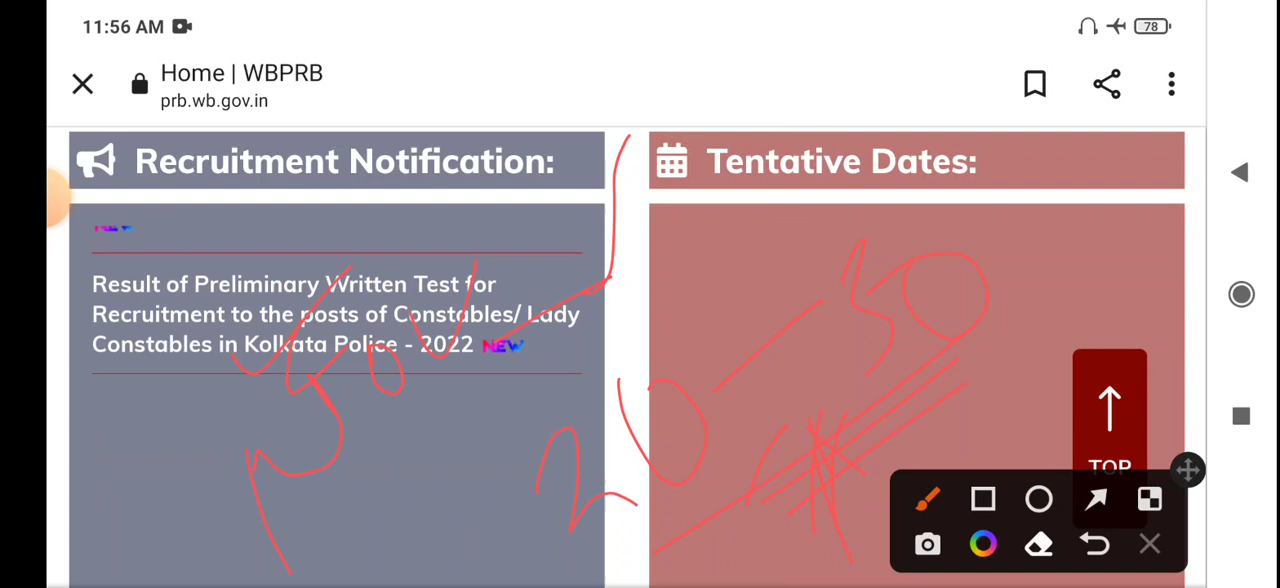 11:56 AM
78
Home | WBPRB
prb.wb.gov.in
Recruitment Notification:
Tentative Dates:
NEW
Result of Preliminary Written Test for
Recruitment to the posts of Constables/ Lady
Constables in Kolkata Police - 2022 NEW
TOP